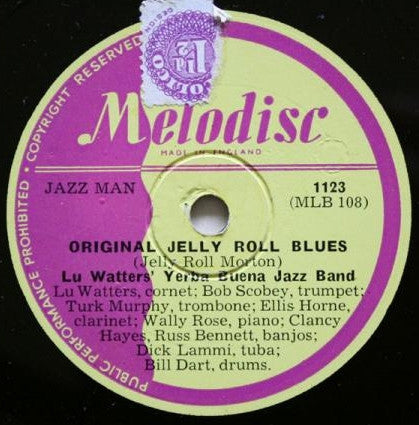 PUBLIC PERFORMANCE PROHIBITED • COPYRIGHT RESERVED •
Melodisc
MADE IN ENGLAND
JAZZ MAN
1123
(MLB 108)
ORIGINAL JELLY ROLL BLUES
(Jelly Roll Morton)
Lu Watters' Yerba Buena Jazz Band
Lu Watters, cornet; Bob Scobey, trumpet;
Turk Murphy, trombone; Ellis Horne,
clarinet; Wally Rose, piano; Clancy
Hayes, Russ Bennett, banjos;
Dick Lammi, tuba;
Bill Dart, drums.